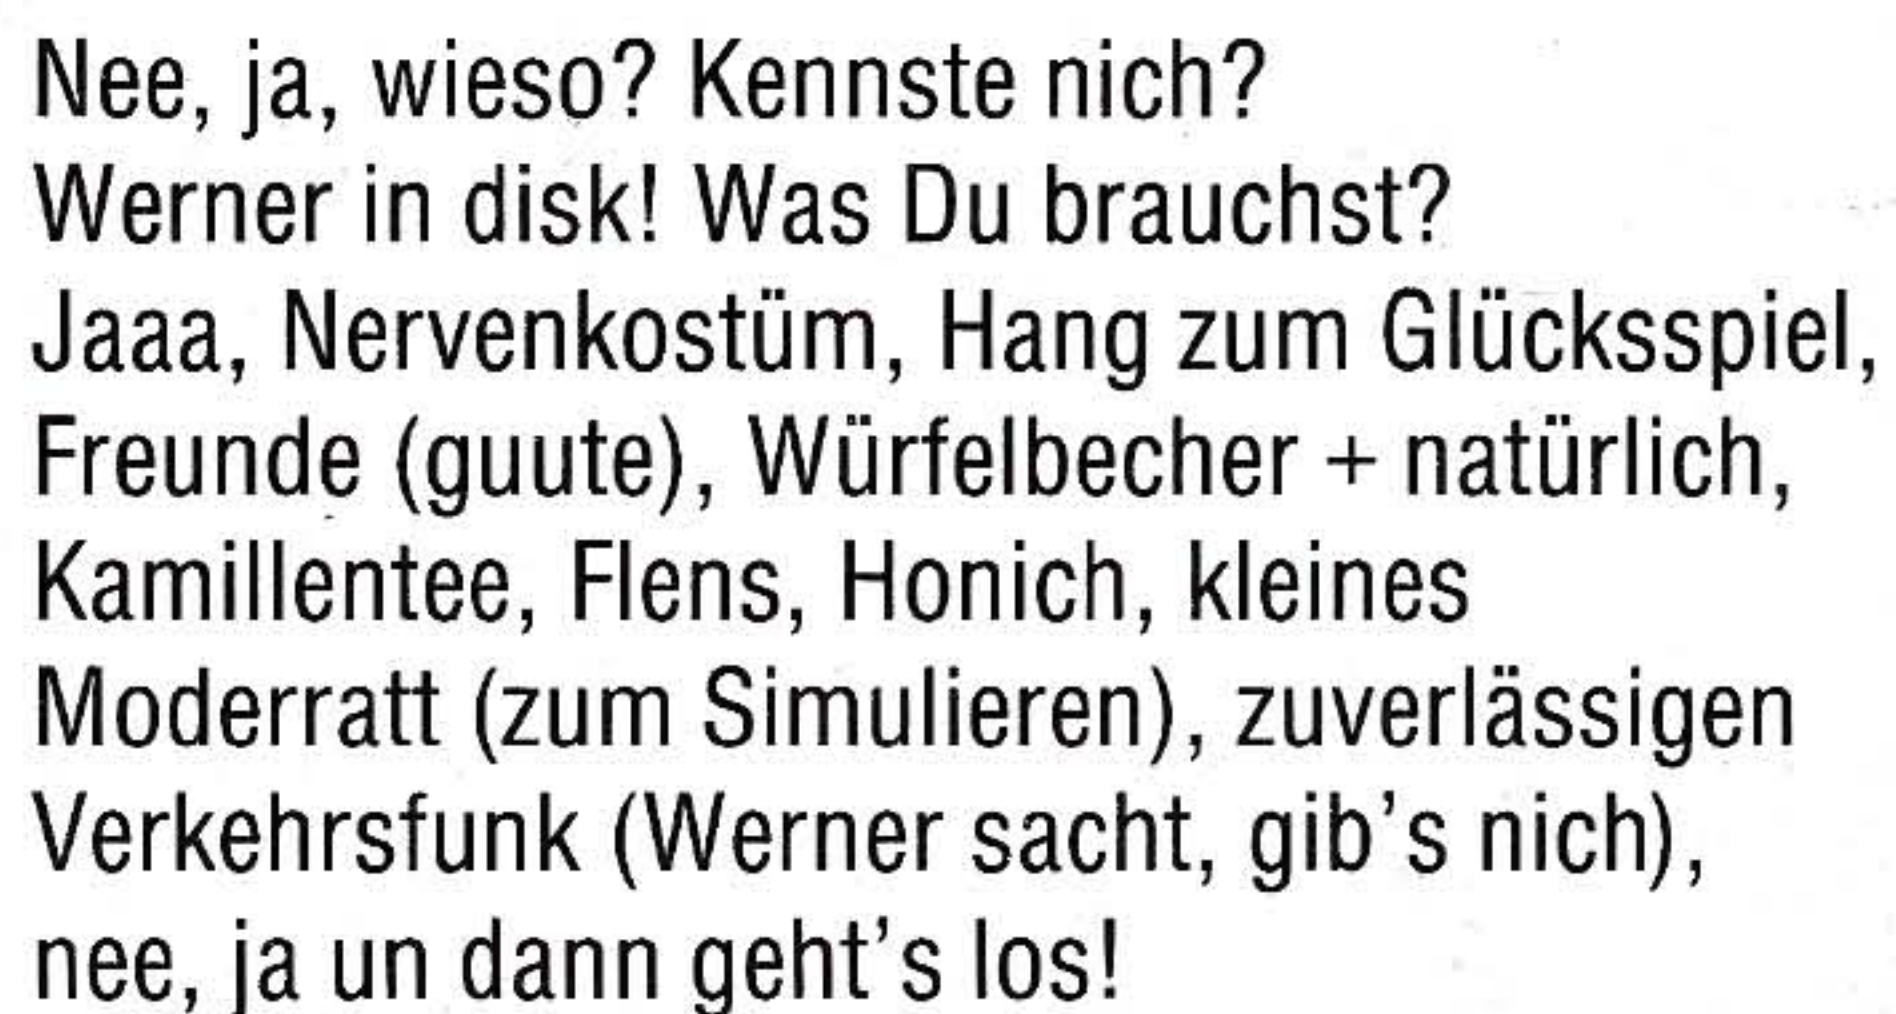 Nee, ja, wieso? Kennste nich?
Werner in disk! Was Du brauchst?
Jaaa, Nervenkostüm, Hang zum Glücksspiel,
Freunde (guute), Würfelbecher + natürlich,
Kamillentee, Flens, Honich, kleines
Moderratt (zum Simulieren), zuverlässigen
Verkehrsfunk (Werner sacht, gib's nich),
nee, ja un dann geht's los!